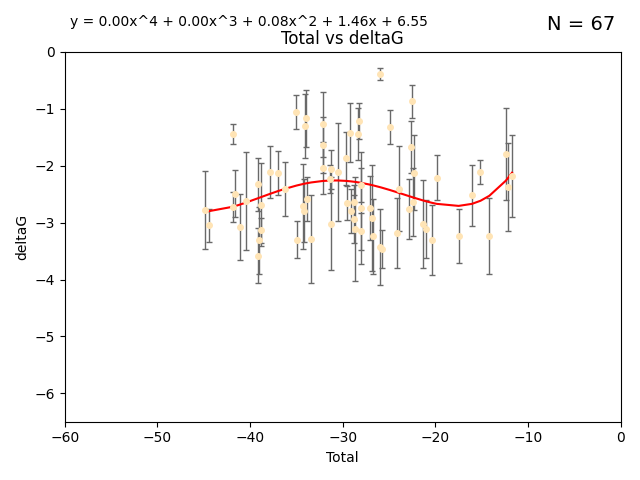 y = 0.00x^4 + 0.00x^3 + 0.08x^2 + 1.46x + 6.55
N = 67
Total vs deltaG
0
−1
−2
−3
−4
−5
−6
deltaG
−60 −50 −40 −30 −20 −10 0
Total